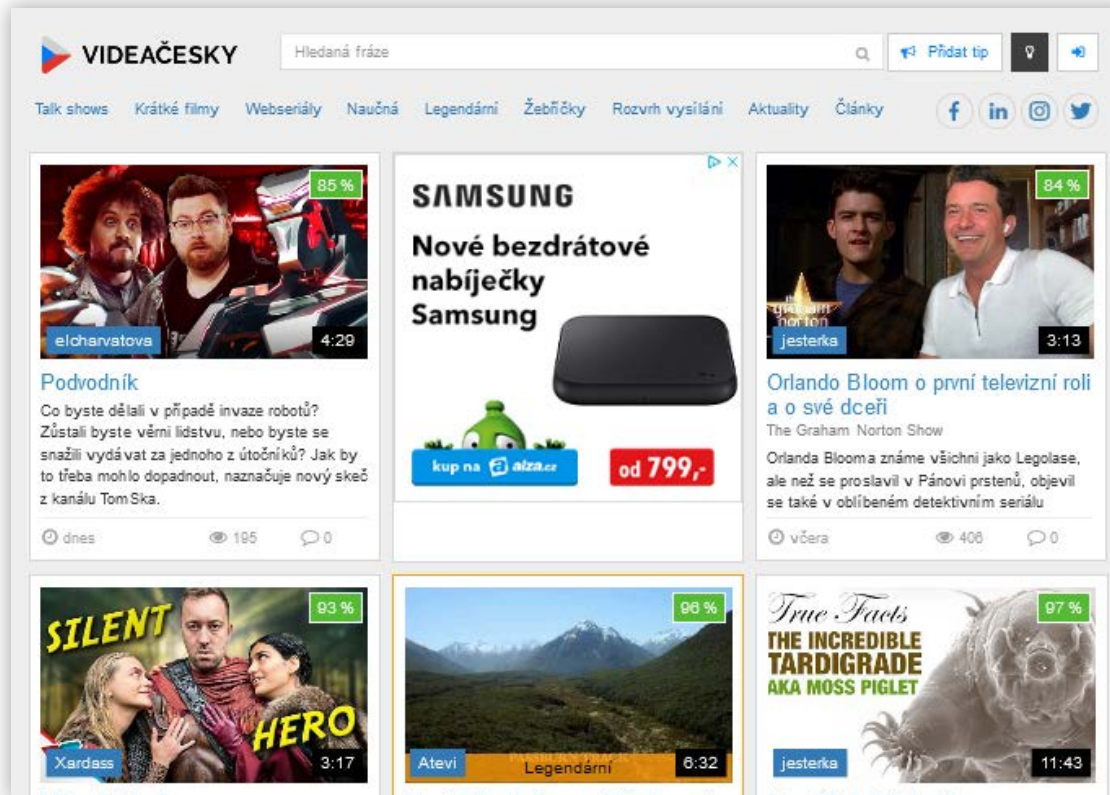 VIDEAČESKY
Hledaná fráze
Přidat tip
Talk shows Krátké filmy Webseriály Naučná Legendární Žebříčky Rozvrh vysílání Aktuality Články
85 %
elcharvatova
4:29
Podvodník
Co byste dělali v případě invaze robotů?
Zůstali byste věrni lidstvu, nebo byste se
snažili vydávat za jednoho z útočníků? Jak by
to třeba mohlo dopadnout, naznačuje nový skeč
z kanálu TomSka.
dnes 195 0
SAMSUNG
Nové bezdrátové
nabíječky
Samsung
kup na alza.cz
od 799,-
84 %
the
graham
norton
jesterka
3:13
Orlando Bloom o první televizní roli
a o své dceři
The Graham Norton Show
Orlanda Blooma známe všichni jako Legolase,
ale než se proslavil v Pánovi prstenů, objevil
se také v oblíbeném detektivním seriálu
včera 406 0
93 %
SILENT
HERO
Xardass
3:17
96 %
Atevi
Legendární
6:32
True Facts
THE INCREDIBLE
TARDIGRADE
AKA MOSS PIGLET
97 %
jesterka
11:43